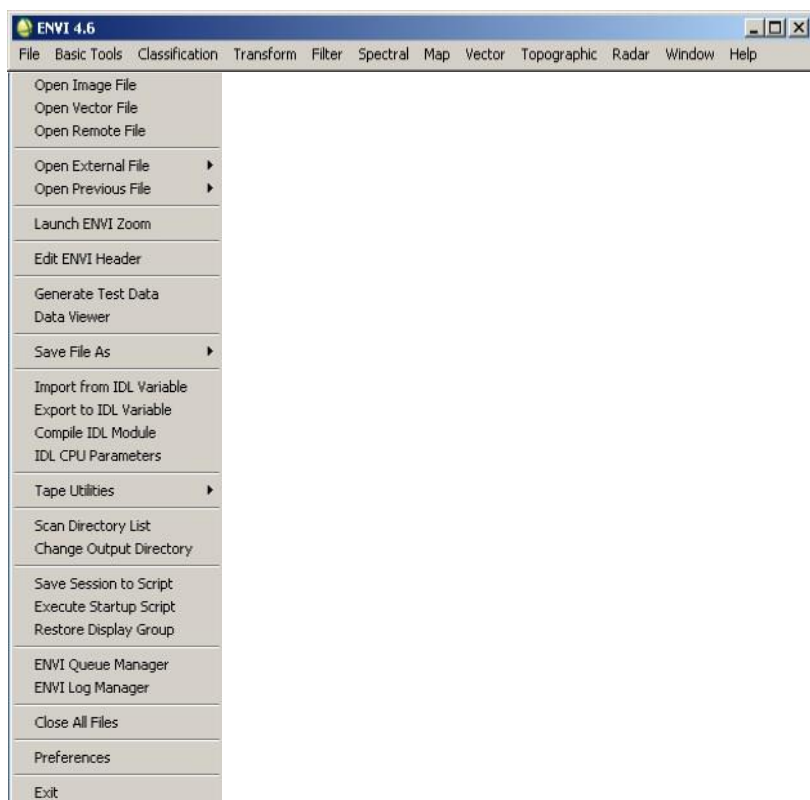 ENVI 4.6
File Basic Tools Classification Transform Filter Spectral Map Vector Topographic Radar Window Help
Open Image File
Open Vector File
Open Remote File
Open External File
Open Previous File
Launch ENVI Zoom
Edit ENVI Header
Generate Test Data
Data Viewer
Save File As
Import from IDL Variable
Export to IDL Variable
Compile IDL Module
IDL CPU Parameters
Tape Utilities
Scan Directory List
Change Output Directory
Save Session to Script
Execute Startup Script
Restore Display Group
ENVI Queue Manager
ENVI Log Manager
Close All Files
Preferences
Exit